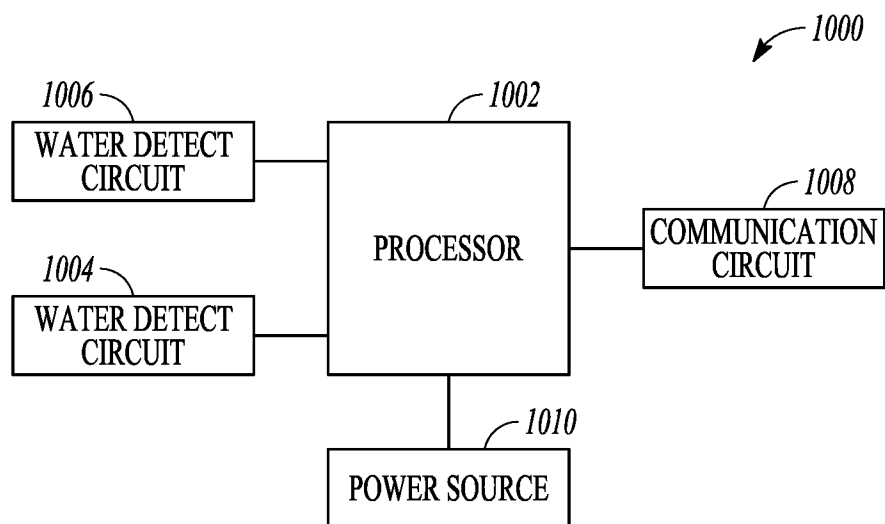 1000
1006
WATER DETECT
CIRCUIT
1002
PROCESSOR
1008
COMMUNICATION
CIRCUIT
1004
WATER DETECT
CIRCUIT
1010
POWER SOURCE